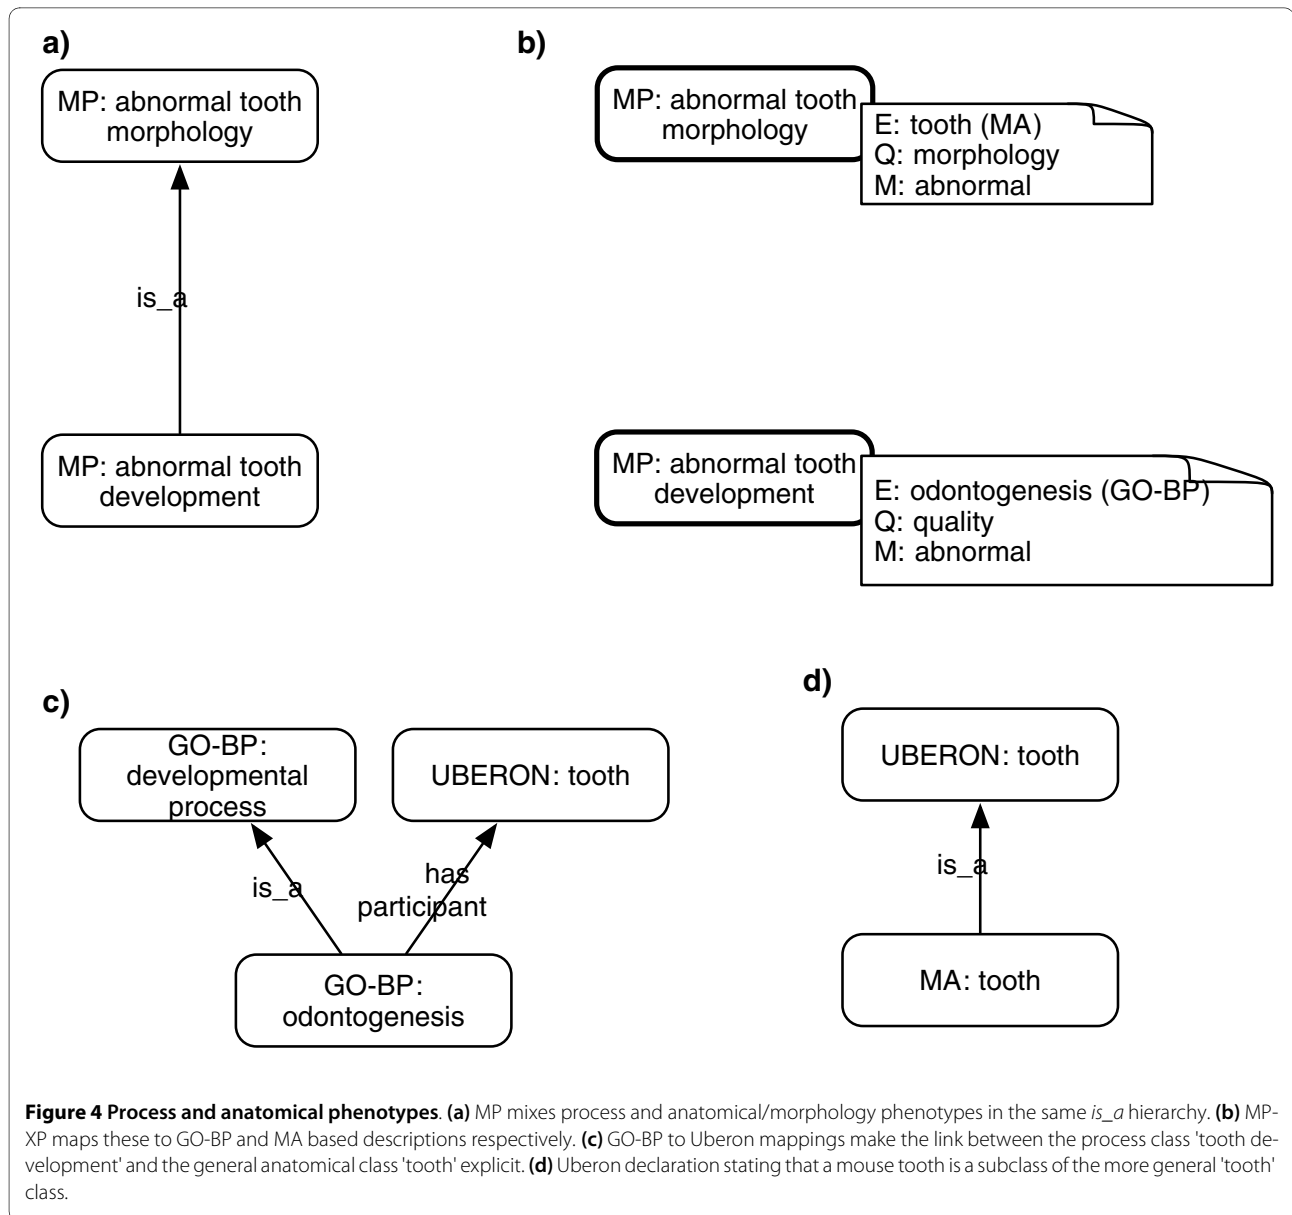 a)
MP: abnormal tooth
morphology
is_a
MP: abnormal tooth
development
b)
MP: abnormal tooth
morphology
E: tooth (MA)
Q: morphology
M: abnormal
MP: abnormal tooth
development
E: odontogenesis (GO-BP)
Q: quality
M: abnormal
c)
GO-BP:
developmental
process
UBERON: tooth
is_a
has
participant
GO-BP:
odontogenesis
d)
UBERON: tooth
is_a
MA: tooth
Figure 4 Process and anatomical phenotypes. (a) MP mixes process and anatomical/morphology phenotypes in the same is_a hierarchy. (b) MP-
XP maps these to GO-BP and MA based descriptions respectively. (c) GO-BP to Uberon mappings make the link between the process class 'tooth de-
velopment' and the general anatomical class 'tooth' explicit. (d) Uberon declaration stating that a mouse tooth is a subclass of the more general 'tooth'
class.